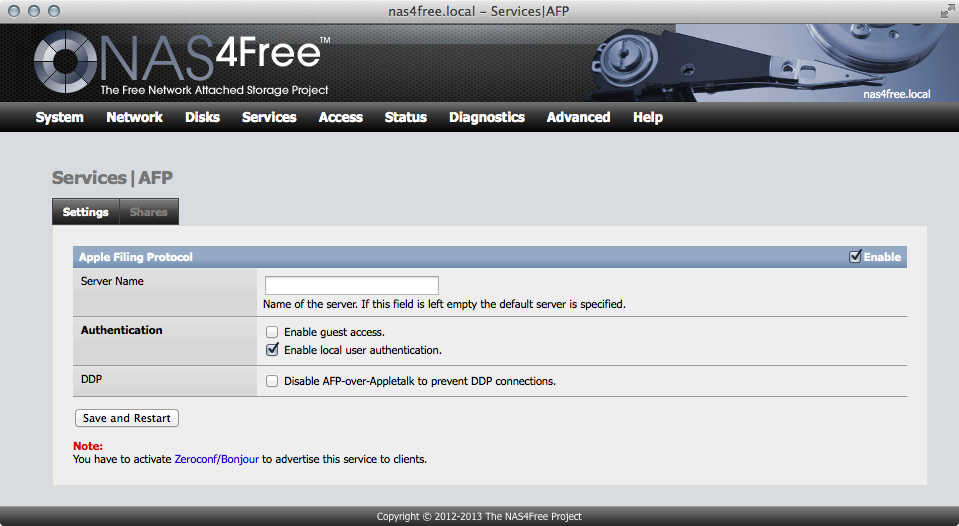 nas4free.local – Services|AFP
NAS4Free™
The Free Network Attached Storage Project
nas4free.local
System Network Disks Services Access Status Diagnostics Advanced Help
Services|AFP
Settings Shares
Apple Filing Protocol Enable
Server Name
Name of the server. If this field is left empty the default server is specified.
Authentication Enable guest access.
Enable local user authentication.
DDP Disable AFP-over-Appletalk to prevent DDP connections.
Save and Restart
Note:
You have to activate Zeroconf/Bonjour to advertise this service to clients.
Copyright © 2012-2013 The NAS4Free Project